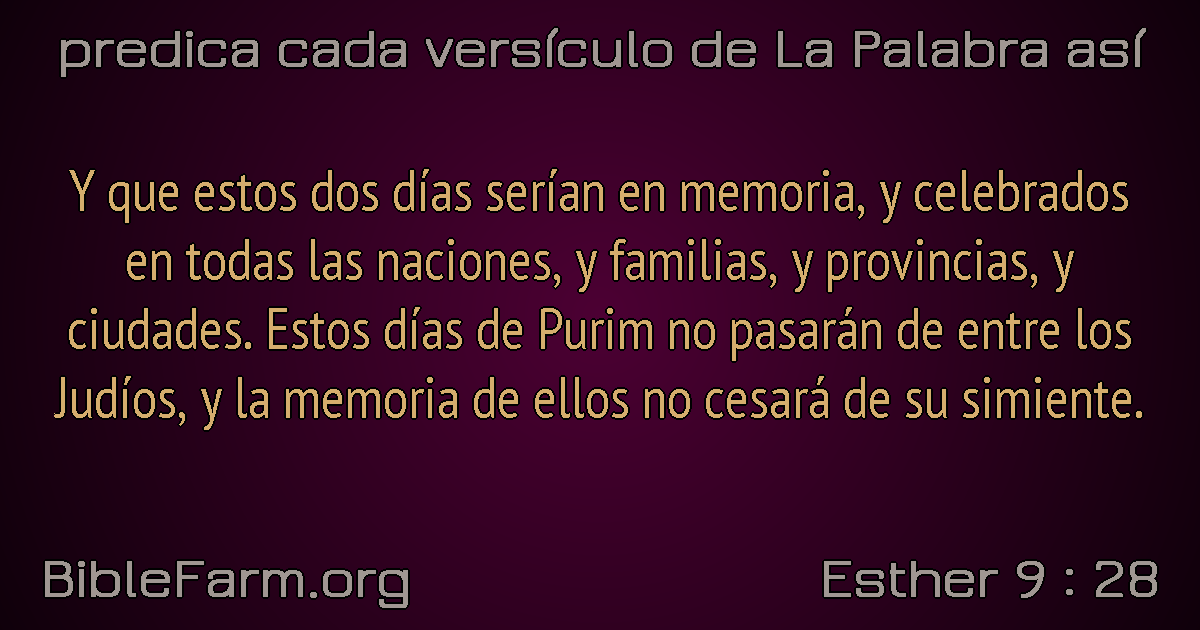 predica cada versículo de La Palabra así
Y que estos dos días serían en memoria, y celebrados
en todas las naciones, y familias, y provincias, y
ciudades. Estos días de Purim no pasarán de entre los
Judíos, y la memoria de ellos no cesará de su simiente.
BibleFarm.org
Esther 9 : 28